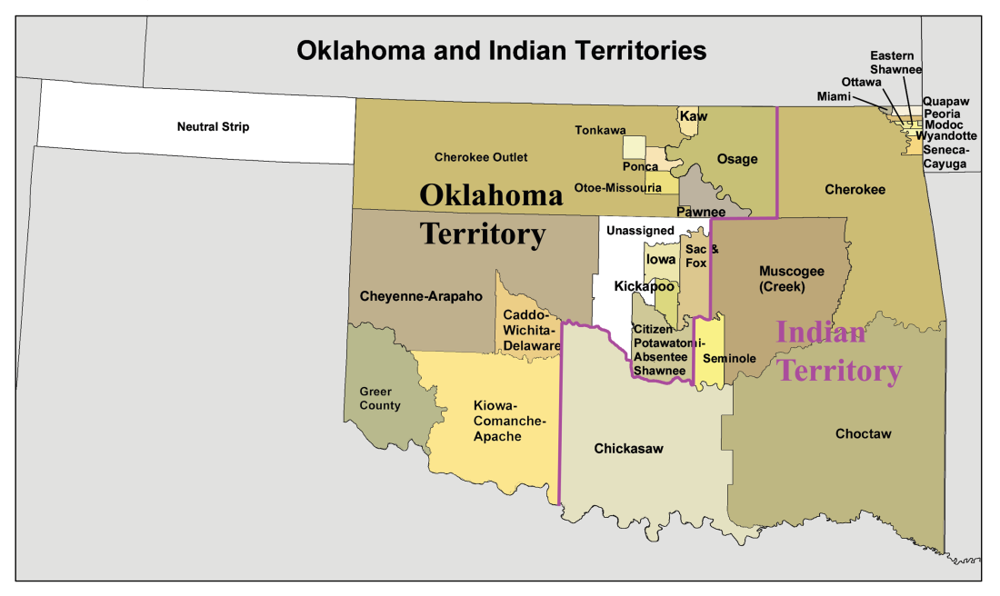 Oklahoma and Indian Territories
Eastern
Shawnee
Ottawa
Miami
Quapaw
Peoria
Modoc
Wyandotte
Seneca-
Cayuga
Neutral Strip
Kaw
Tonkawa
Cherokee Outlet
Ponca
Osage
Otoe-Missouria
Cherokee
Oklahoma
Territory
Pawnee
Unassigned
Sac &
Fox
Iowa
Kickapoo
Muscogee
(Creek)
Cheyenne-Arapaho
Caddo-
Wichita-
Delaware
Citizen
Potawatomi-
Absentee
Shawnee
Seminole
Indian
Territory
Greer
County
Kiowa-
Comanche-
Apache
Chickasaw
Choctaw